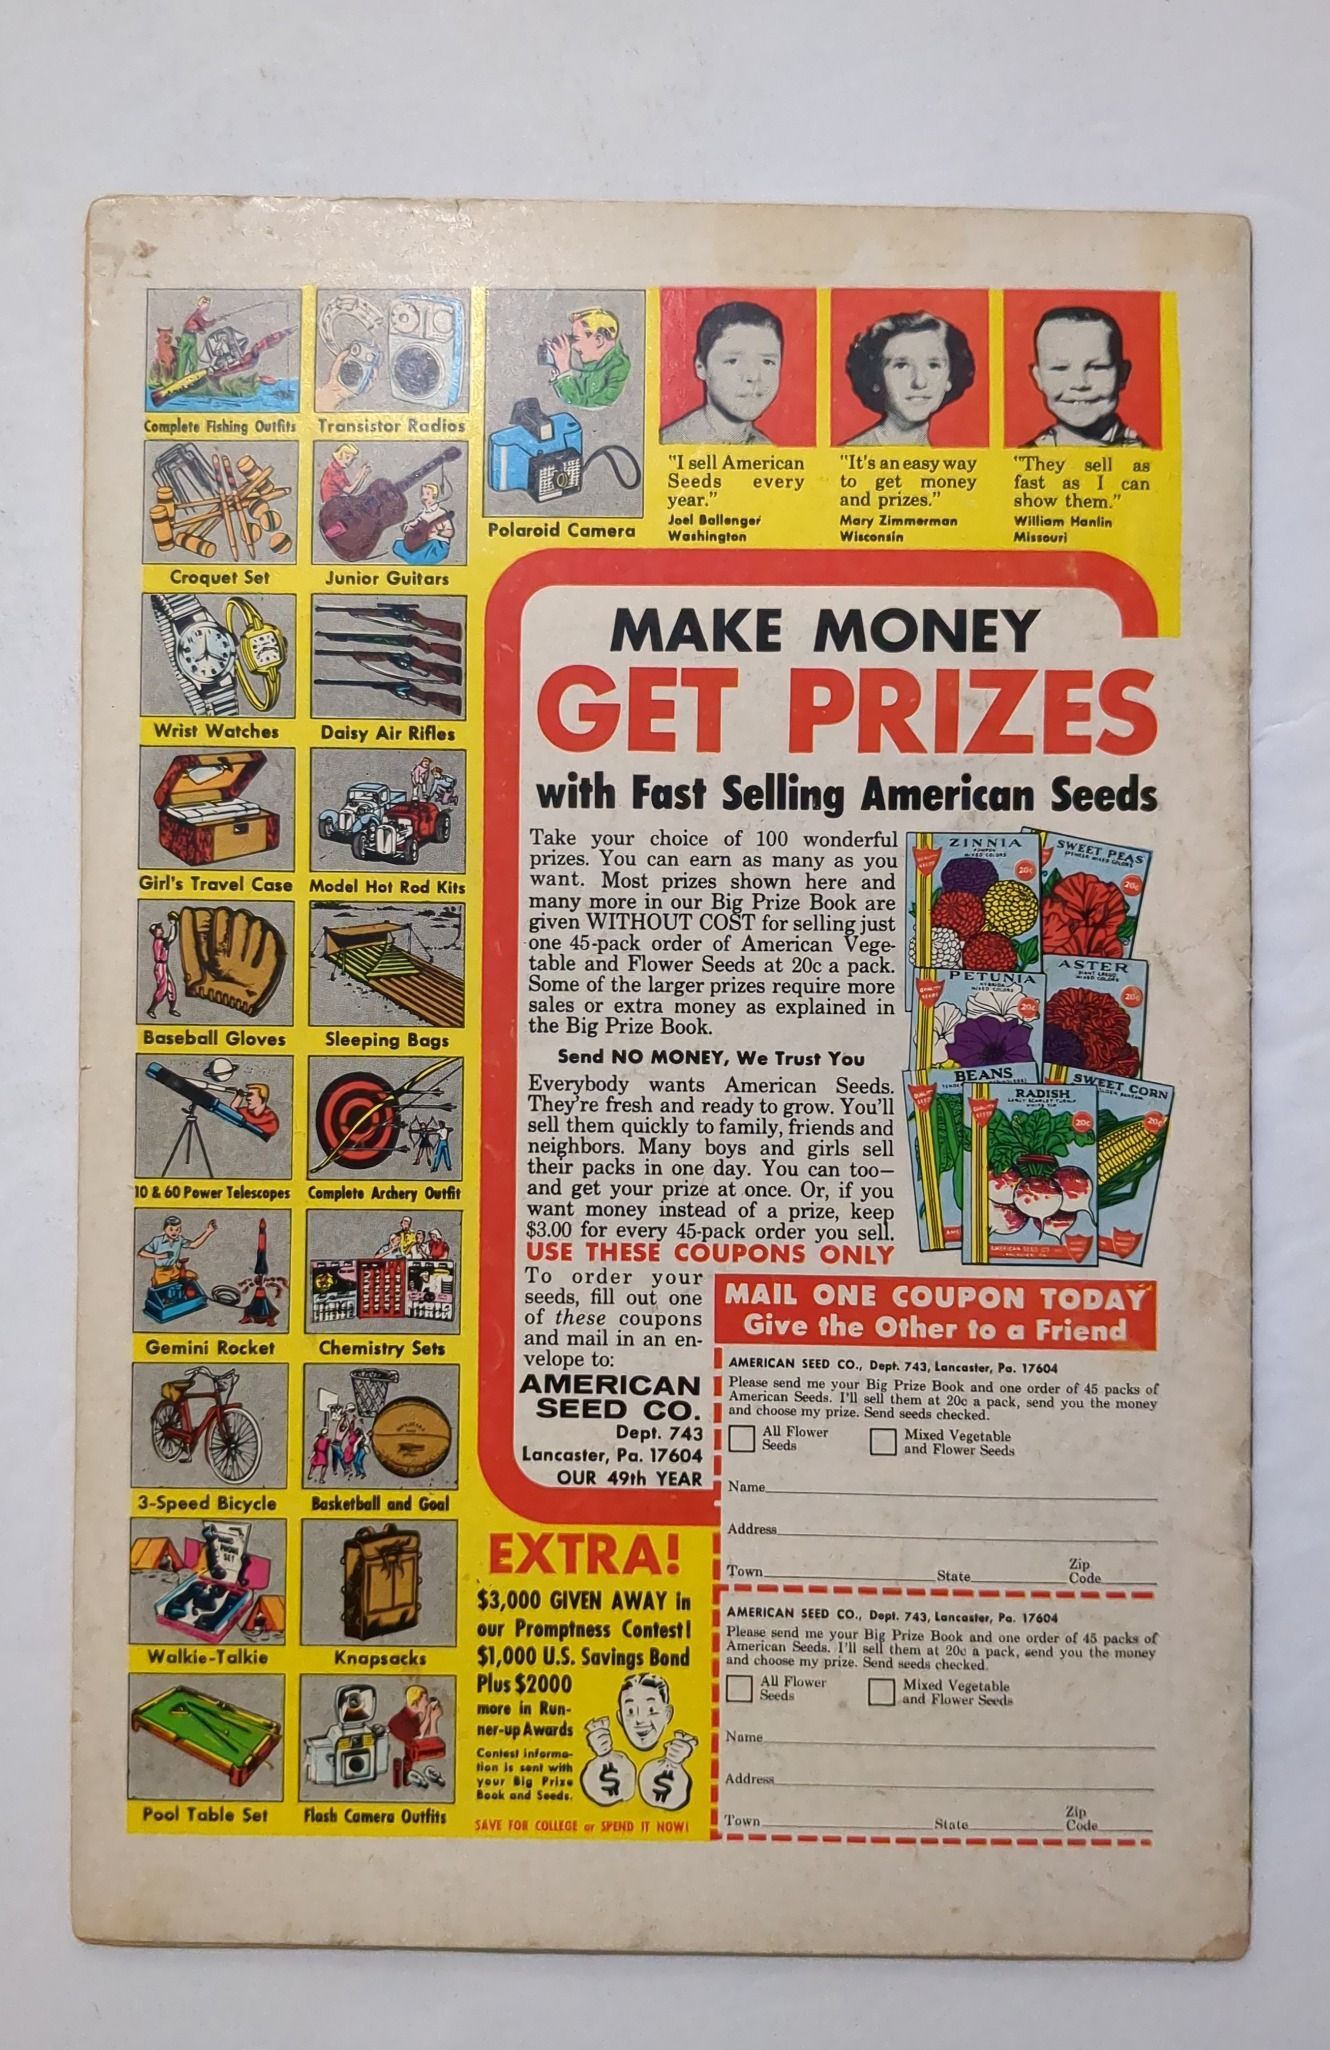 Complete Fishing Outfits
Transistor Radios
Polaroid Camera
Croquet Set
Junior Guitars
Wrist Watches
Daisy Air Rifles
Girl's Travel Case
Model Hot Rod Kits
Baseball Gloves
Sleeping Bags
10 & 60 Power Telescopes
Complete Archery Outfit
Gemini Rocket
Chemistry Sets
3-Speed Bicycle
Basketball and Goal
Walkie-Talkie
Knapsacks
Pool Table Set
Flash Camera Outfits
"I sell American
Seeds every
year."
Joel Ballenger
Washington
"It's an easy way
to get money
and prizes."
Mary Zimmerman
Wisconsin
"They sell as
fast as I can
show them."
William Hanlin
Missouri
MAKE MONEY
GET PRIZES
with Fast Selling American Seeds
Take your choice of 100 wonderful
prizes. You can earn as many as you
want. Most prizes shown here and
many more in our Big Prize Book are
given WITHOUT COST for selling just
one 45-pack order of American Vege-
table and Flower Seeds at 20c a pack.
Some of the larger prizes require more
sales or extra money as explained in
the Big Prize Book.
Send NO MONEY, We Trust You
Everybody wants American Seeds.
They're fresh and ready to grow. You'll
sell them quickly to family, friends and
neighbors. Many boys and girls sell
their packs in one day. You can too—
and get your prize at once. Or, if you
want money instead of a prize, keep
$3.00 for every 45-pack order you sell.
USE THESE COUPONS ONLY
ZINNIA
MIXED COLORS
20c
SWEET PEAS
MIXED COLORS
20c
PETUNIA
MIXED COLORS
20c
ASTER
MIXED COLORS
20c
BEANS
RADISH
20c
SWEET CORN
20c
AMERICAN SEED CO.
To order your
seeds, fill out one
of these coupons
and mail in an en-
velope to:
AMERICAN
SEED CO.
Dept. 743
Lancaster, Pa. 17604
OUR 49th YEAR
MAIL ONE COUPON TODAY
Give the Other to a Friend
AMERICAN SEED CO., Dept. 743, Lancaster, Pa. 17604
Please send me your Big Prize Book and one order of 45 packs of
American Seeds. I'll sell them at 20c a pack, send you the money
and choose my prize. Send seeds checked.
All Flower
Seeds
Mixed Vegetable
and Flower Seeds
Name
Address
Town State Zip Code
AMERICAN SEED CO., Dept. 743, Lancaster, Pa. 17604
Please send me your Big Prize Book and one order of 45 packs of
American Seeds. I'll sell them at 20c a pack, send you the money
and choose my prize. Send seeds checked.
All Flower
Seeds
Mixed Vegetable
and Flower Seeds
Name
Address
Town State Zip Code
EXTRA!
$3,000 GIVEN AWAY in
our Promptness Contest!
$1,000 U.S. Savings Bond
Plus $2000
more in Run-
ner-up Awards
Contest informa-
tion is sent with
your Big Prize
Book and Seeds.
$ $
SAVE FOR COLLEGE or SPEND IT NOW!